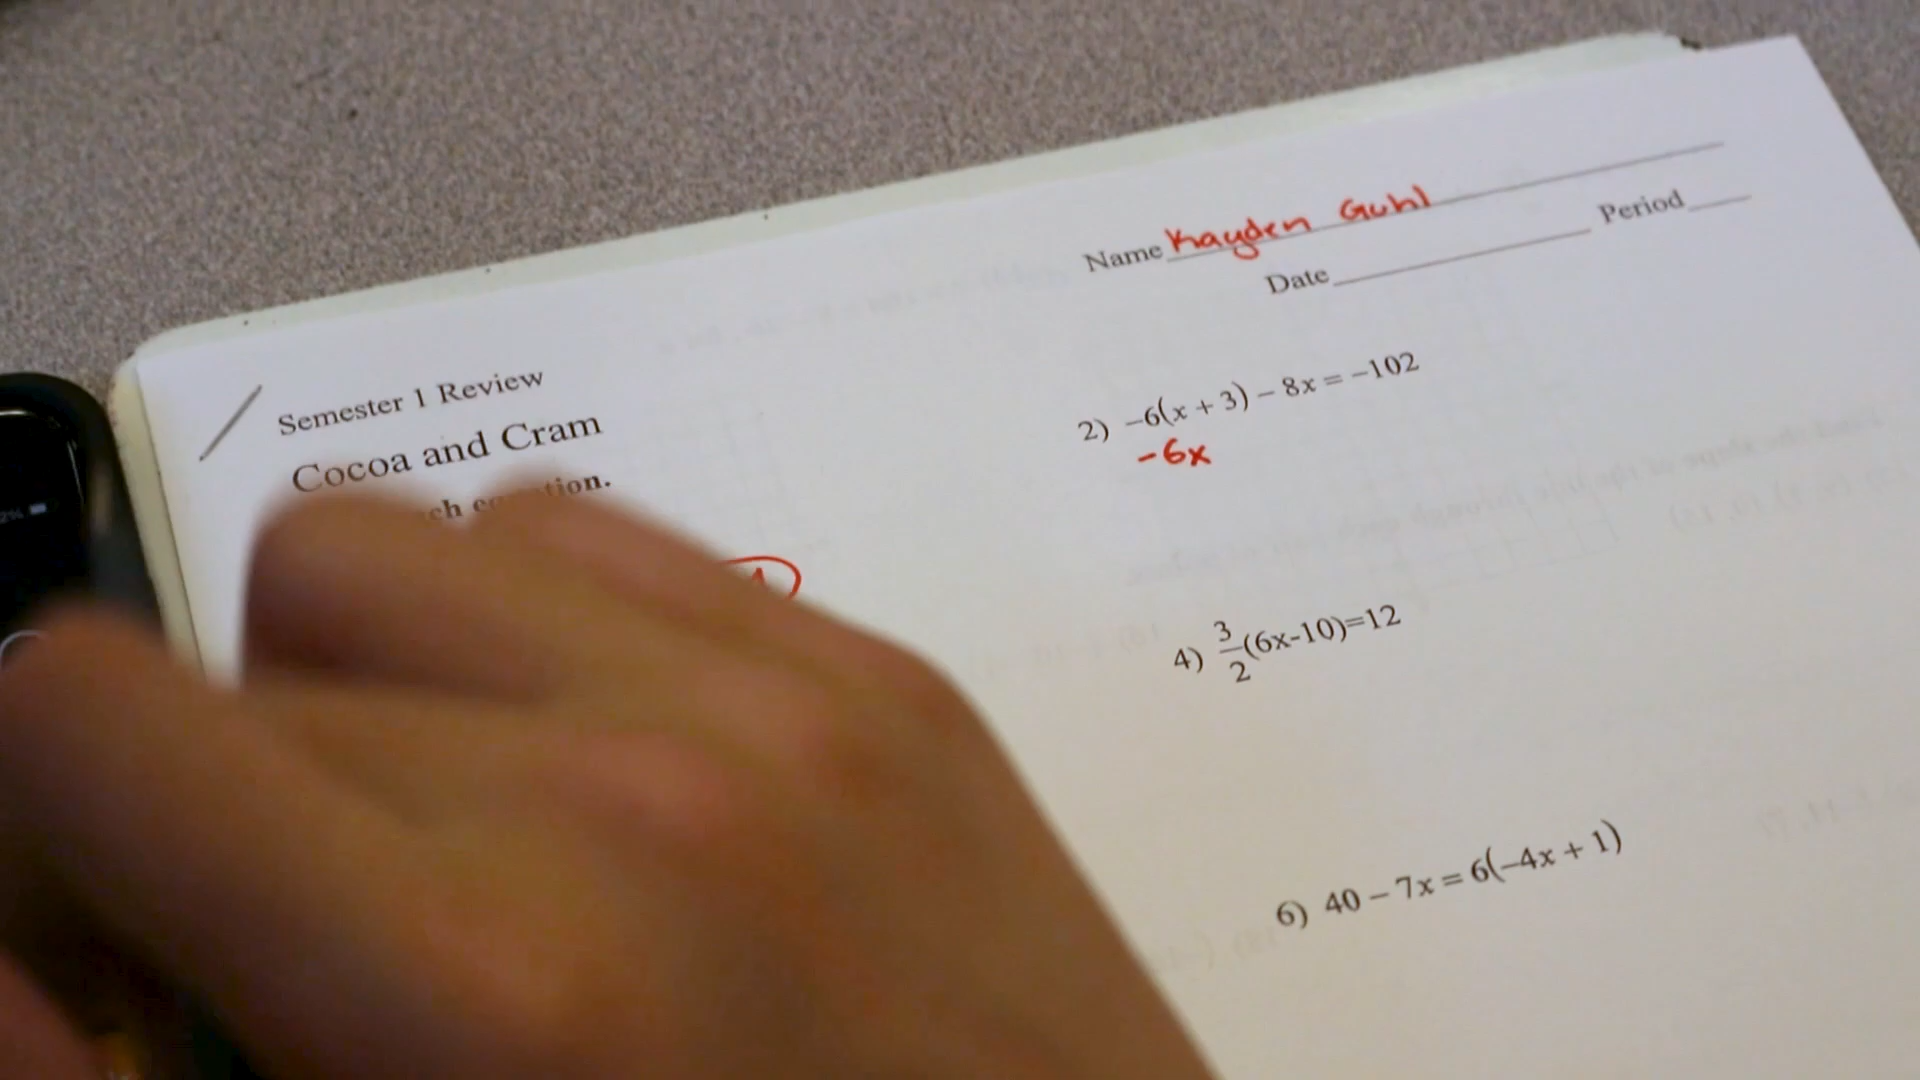 Name Kayden Guhl
Date Period
Semester 1 Review
Cocoa and Cram
2) –6(x + 3) – 8x = –102
-6x
4) 3/2(6x-10)=12
6) 40 – 7x = 6(–4x + 1)